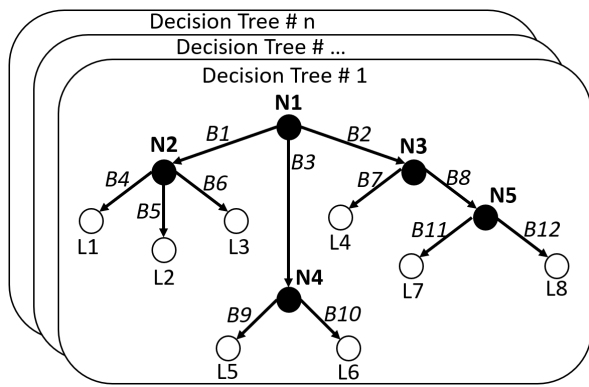 Decision Tree # n
Decision Tree # ...
Decision Tree # 1
N1
B1
B2
N2
B3
N3
B4
B6
B7
B8
B5
N5
L1
L3
L4
B11
B12
L2
N4
L7
L8
B9
B10
L5
L6